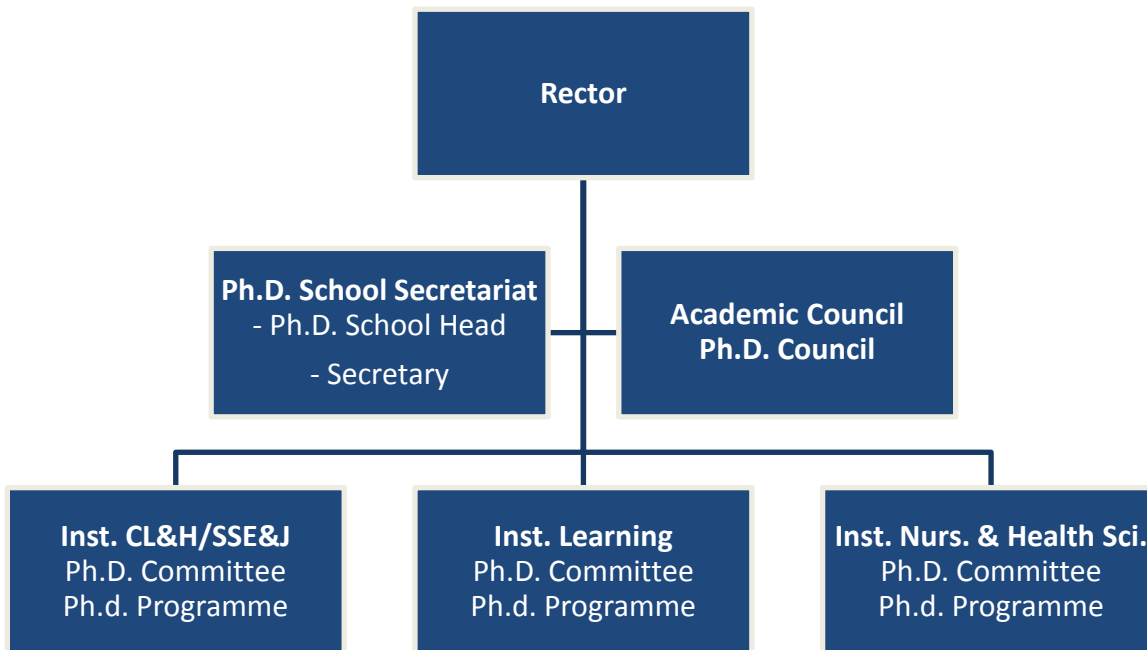 Rector
Ph.D. School Secretariat
- Ph.D. School Head
- Secretary
Academic Council
Ph.D. Council
Inst. CL&H/SSE&J
Ph.D. Committee
Ph.d. Programme
Inst. Learning
Ph.D. Committee
Ph.d. Programme
Inst. Nurs. & Health Sci.
Ph.D. Committee
Ph.d. Programme